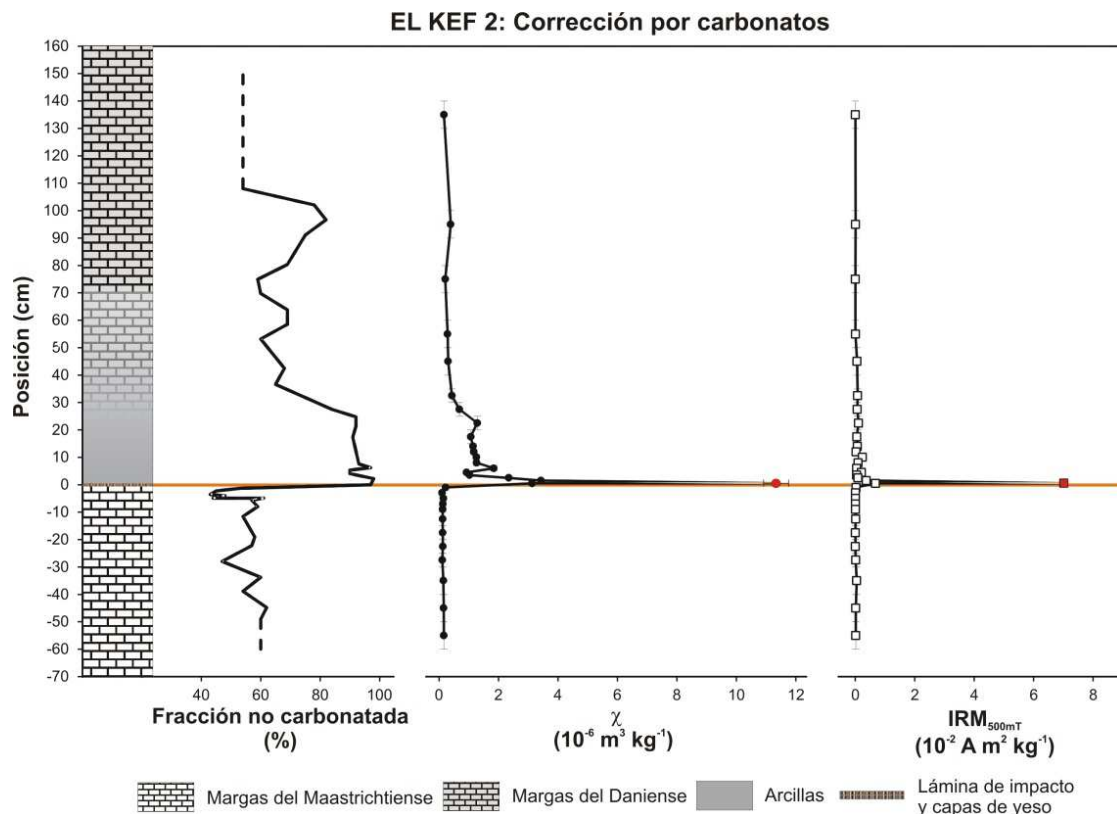 EL KEF 2: Corrección por carbonatos
Posición (cm)
160
150
140
130
120
110
100
90
80
70
60
50
40
30
20
10
0
-10
-20
-30
-40
-50
-60
-70
40 60 80 100
Fracción no carbonatada
(%)
0 2 4 6 8 10 12
χ
(10⁻⁶ m³ kg⁻¹)
0 2 4 6 8
IRM₅₀₀mT
(10⁻² A m² kg⁻¹)
Margas del Maastrichtiense
Margas del Daniense
Arcillas
Lámina de impacto
y capas de yeso